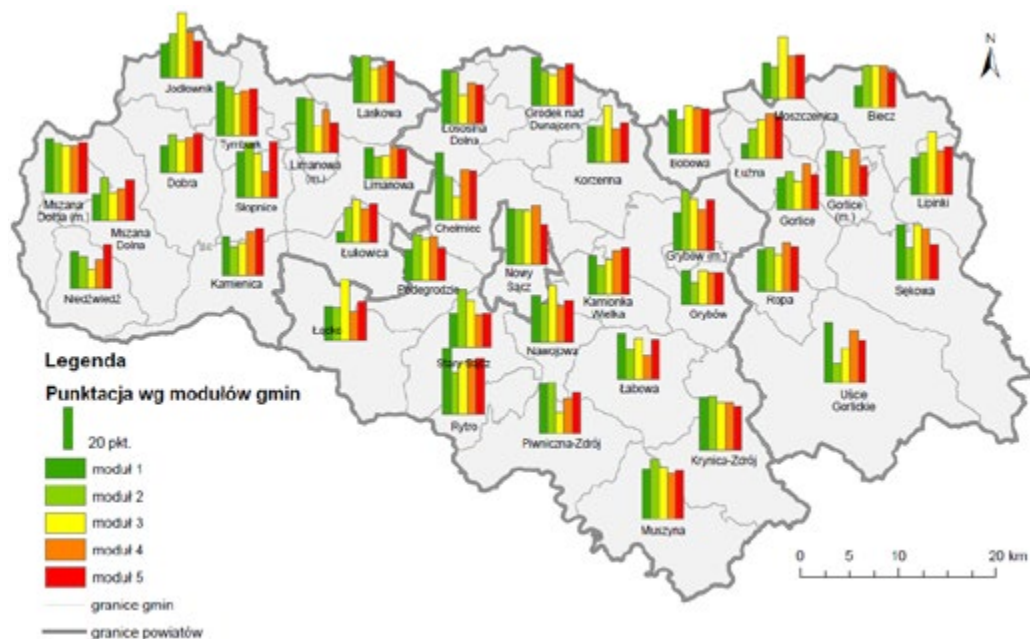 N
Jodłownik
Laskowa
Łososina
Dolna
Gródek nad
Dunajcem
Moszczenica
Biecz
Tymbark
Limanowa
(m.)
Bobowa
Łużna
Dobra
Słopnice
Limanowa
Korzenna
Mszana
Dolna (m.)
Mszana
Dolna
Chełmiec
Gorlice
Gorlice
(m.)
Lipinki
Łukowica
Grybów (m.)
Niedźwiedź
Kamienica
Podegrodzie
Nowy
Sącz
Kamionka
Wielka
Grybów
Ropa
Sękowa
Łącko
Stary Sącz
Nawojowa
Łabowa
Uście
Gorlickie
Rytro
Piwniczna-Zdrój
Krynica-Zdrój
Muszyna
Legenda
Punktacja wg modułów gmin
20 pkt.
moduł 1
moduł 2
moduł 3
moduł 4
moduł 5
granice gmin
granice powiatów
0 5 10 20 km